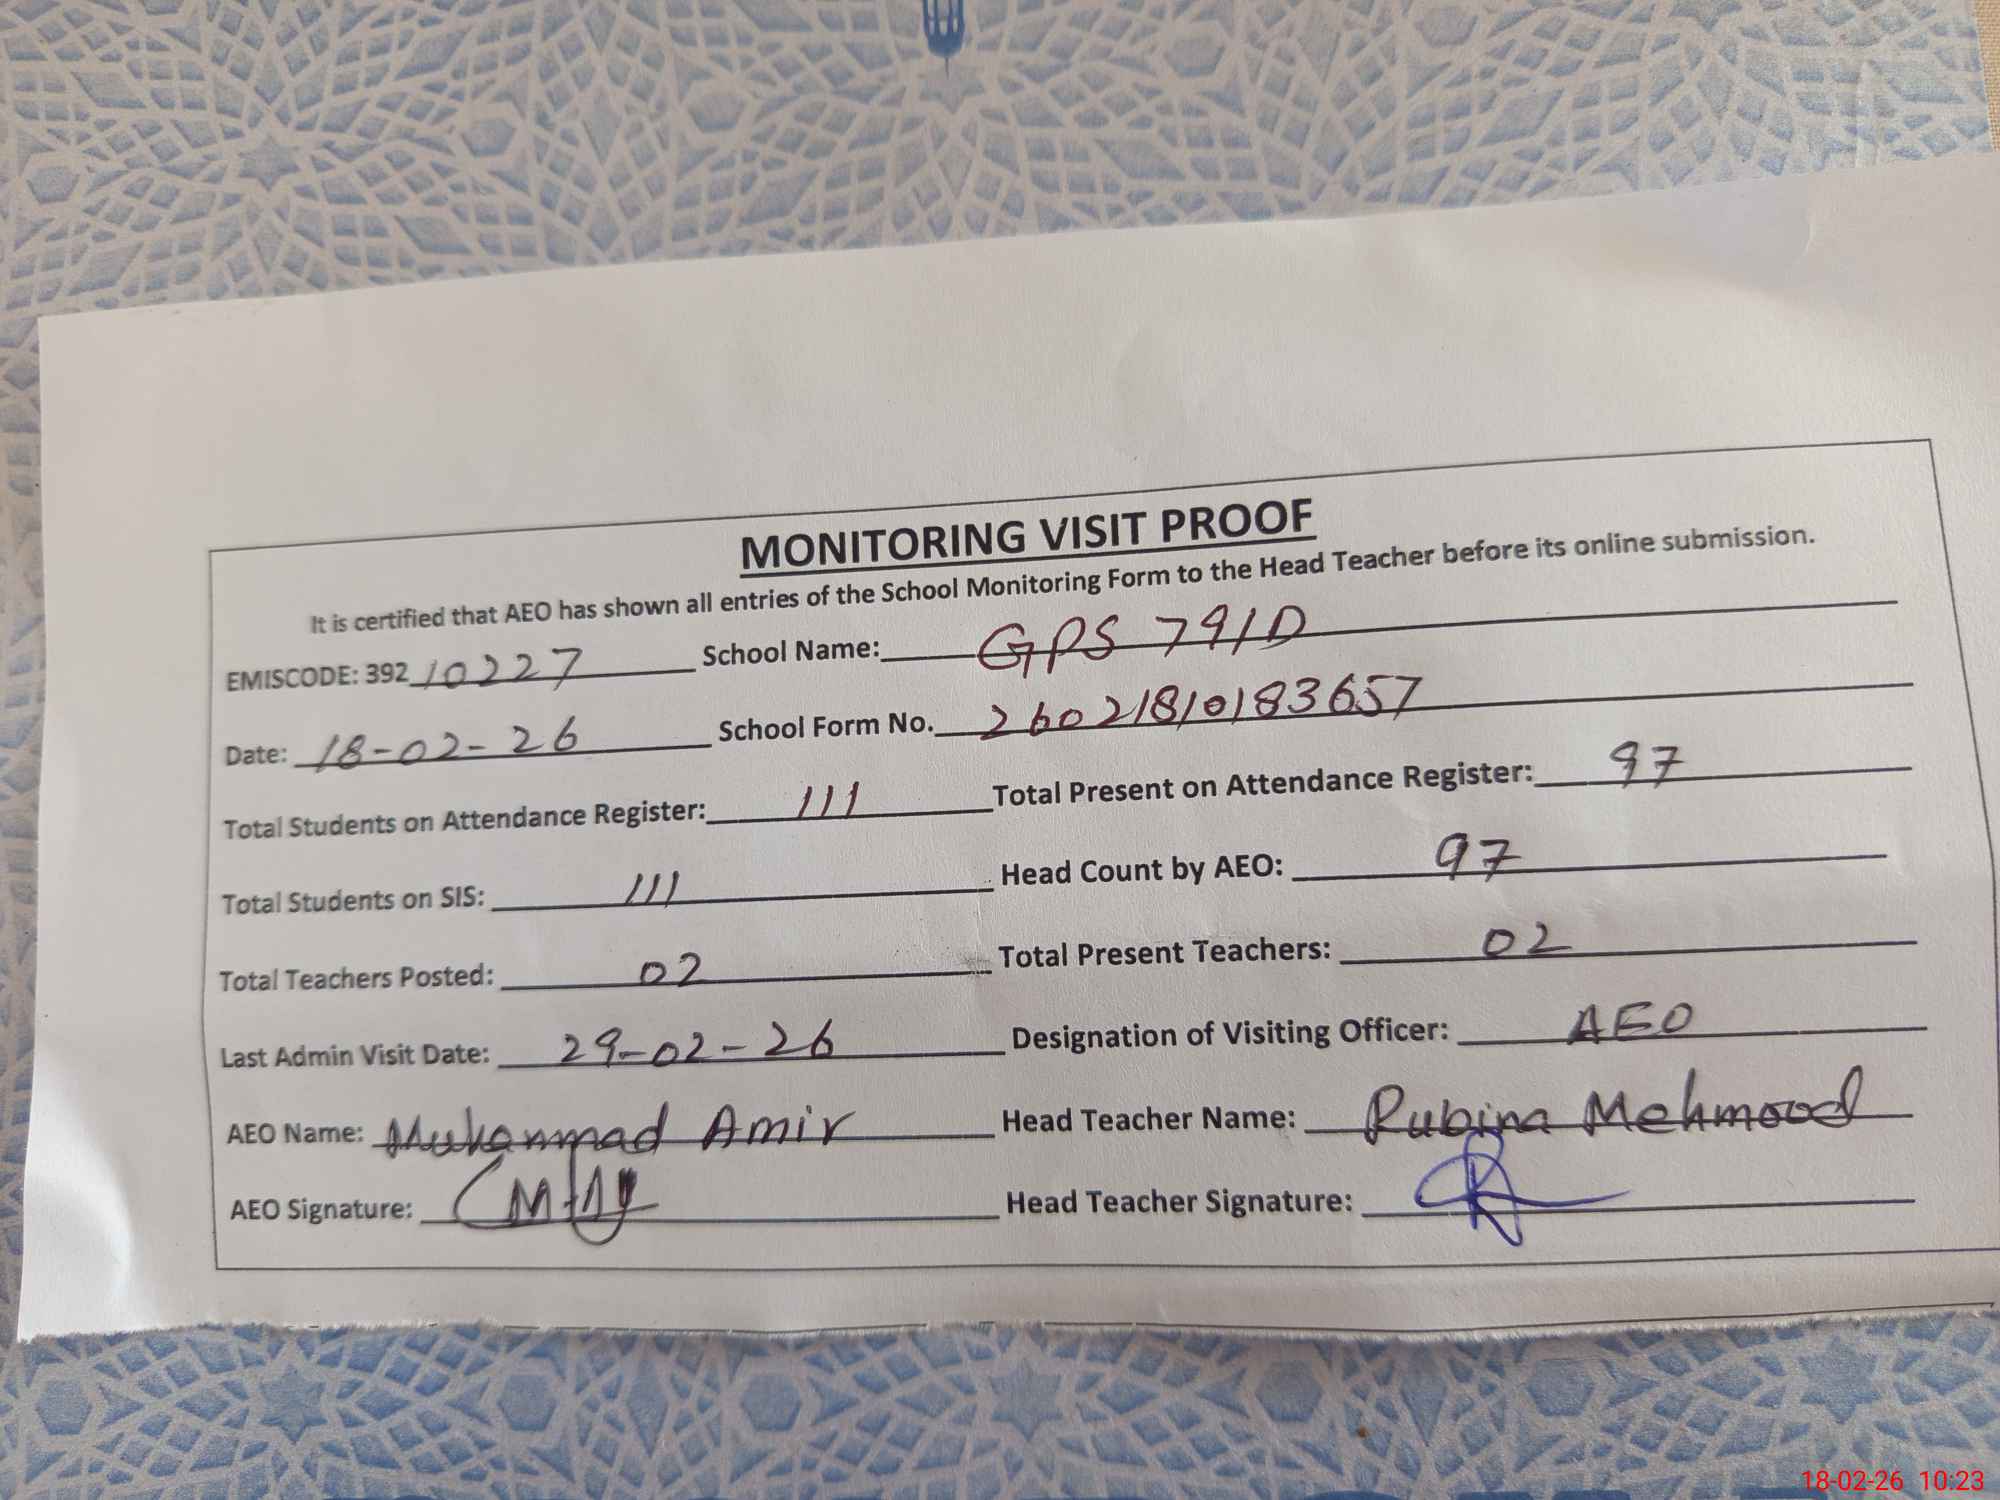 MONITORING VISIT PROOF
It is certified that AEO has shown all entries of the School Monitoring Form to the Head Teacher before its online submission.
EMISCODE: 392 10227 School Name: GPS 79/D
Date: 18-02-26 School Form No. 26021810183657
Total Students on Attendance Register: 111 Total Present on Attendance Register: 97
Total Students on SIS: 111 Head Count by AEO: 97
Total Teachers Posted: 02 Total Present Teachers: 02
Last Admin Visit Date: 29-02-26 Designation of Visiting Officer: AEO
AEO Name: Muhammad Amir Head Teacher Name: Rubina Mehmood
AEO Signature: Head Teacher Signature:
18-02-26 10:23